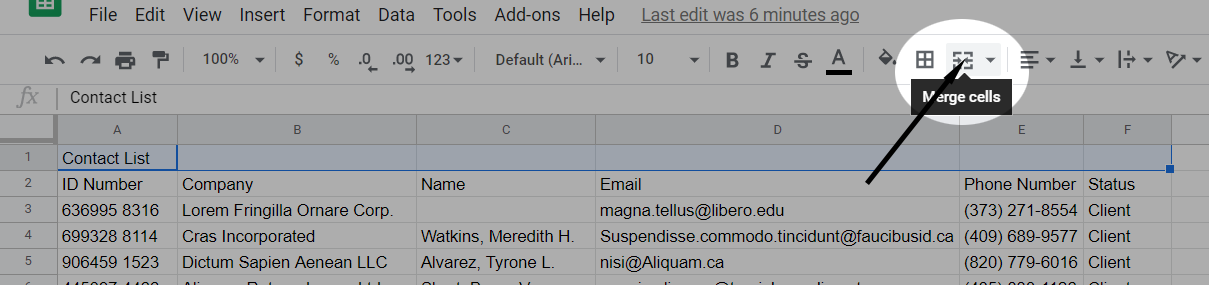 File Edit View Insert Format Data Tools Add-ons Help Last edit was 6 minutes ago
100% $ % .0 .00 123 Default (Ari... 10 B I S A
Merge cells
fx Contact List
A B C D E F
1 Contact List
2 ID Number Company Name Email Phone Number Status
3 636995 8316 Lorem Fringilla Ornare Corp. magna.tellus@libero.edu (373) 271-8554 Client
4 699328 8114 Cras Incorporated Watkins, Meredith H. Suspendisse.commodo.tincidunt@faucibusid.ca (409) 689-9577 Client
5 906459 1523 Dictum Sapien Aenean LLC Alvarez, Tyrone L. nisi@Aliquam.ca (820) 779-6016 Client